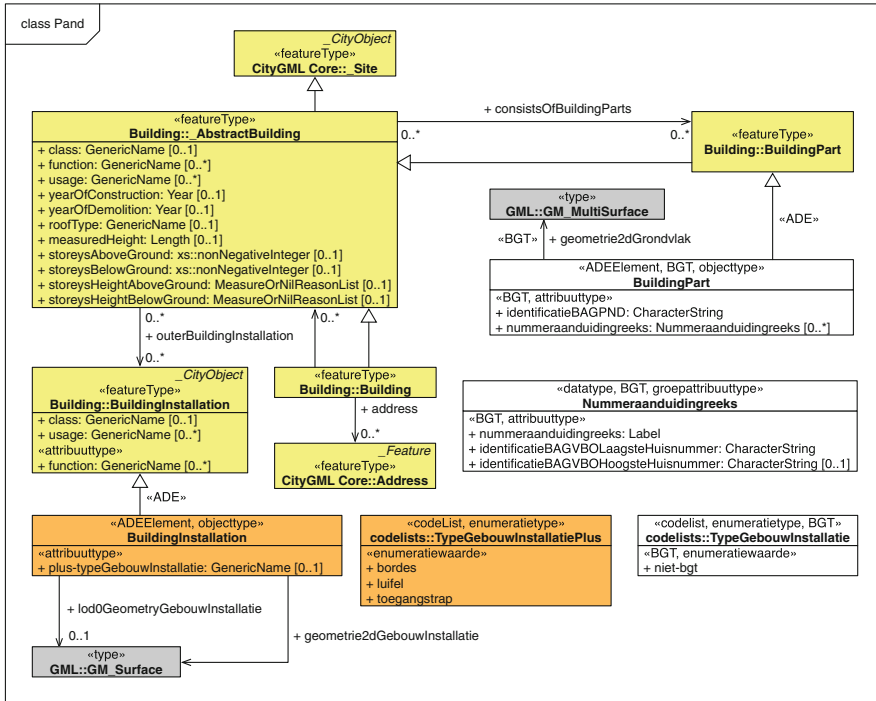 class Pand
_CityObject
«featureType»
CityGML Core::_Site
«featureType»
Building::_AbstractBuilding
+ class: GenericName [0..1]
+ function: GenericName [0..*]
+ usage: GenericName [0..*]
+ yearOfConstruction: Year [0..1]
+ yearOfDemolition: Year [0..1]
+ roofType: GenericName [0..1]
+ measuredHeight: Length [0..1]
+ storeysAboveGround: xs::nonNegativeInteger [0..1]
+ storeysBelowGround: xs::nonNegativeInteger [0..1]
+ storeysHeightAboveGround: MeasureOrNilReasonList [0..1]
+ storeysHeightBelowGround: MeasureOrNilReasonList [0..1]
+ consistsOfBuildingParts
0..*
0..*
«featureType»
Building::BuildingPart
«type»
GML::GM_MultiSurface
«ADE»
«BGT»
+ geometrie2dGrondvlak
«ADEElement, BGT, objecttype»
BuildingPart
«BGT, attribuuttype»
+ identificatieBAGPND: CharacterString
+ nummeraanduidingreeks: Nummeraanduidingreeks [0..*]
0..*
+ outerBuildingInstallation
0..*
0..*
_CityObject
«featureType»
Building::BuildingInstallation
+ class: GenericName [0..1]
+ usage: GenericName [0..*]
«attribuuttype»
+ function: GenericName [0..*]
«featureType»
Building::Building
+ address
0..*
_Feature
«featureType»
CityGML Core::Address
«datatype, BGT, groepattribuuttype»
Nummeraanduidingreeks
«BGT, attribuuttype»
+ nummeraanduidingreeks: Label
+ identificatieBAGVBOLaagsteHuisnummer: CharacterString
+ identificatieBAGVBOHoogsteHuisnummer: CharacterString [0..1]
«ADE»
«ADEElement, objecttype»
BuildingInstallation
«attribuuttype»
+ plus-typeGebouwInstallatie: GenericName [0..1]
«codeList, enumeratietype»
codelists::TypeGebouwInstallatiePlus
«enumeratiewaarde»
+ bordes
+ luifel
+ toegangstrap
«codelist, enumeratietype, BGT»
codelists::TypeGebouwInstallatie
«BGT, enumeratiewaarde»
+ niet-bgt
+ lod0GeometryGebouwInstallatie
0..1
+ geometrie2dGebouwInstallatie
«type»
GML::GM_Surface